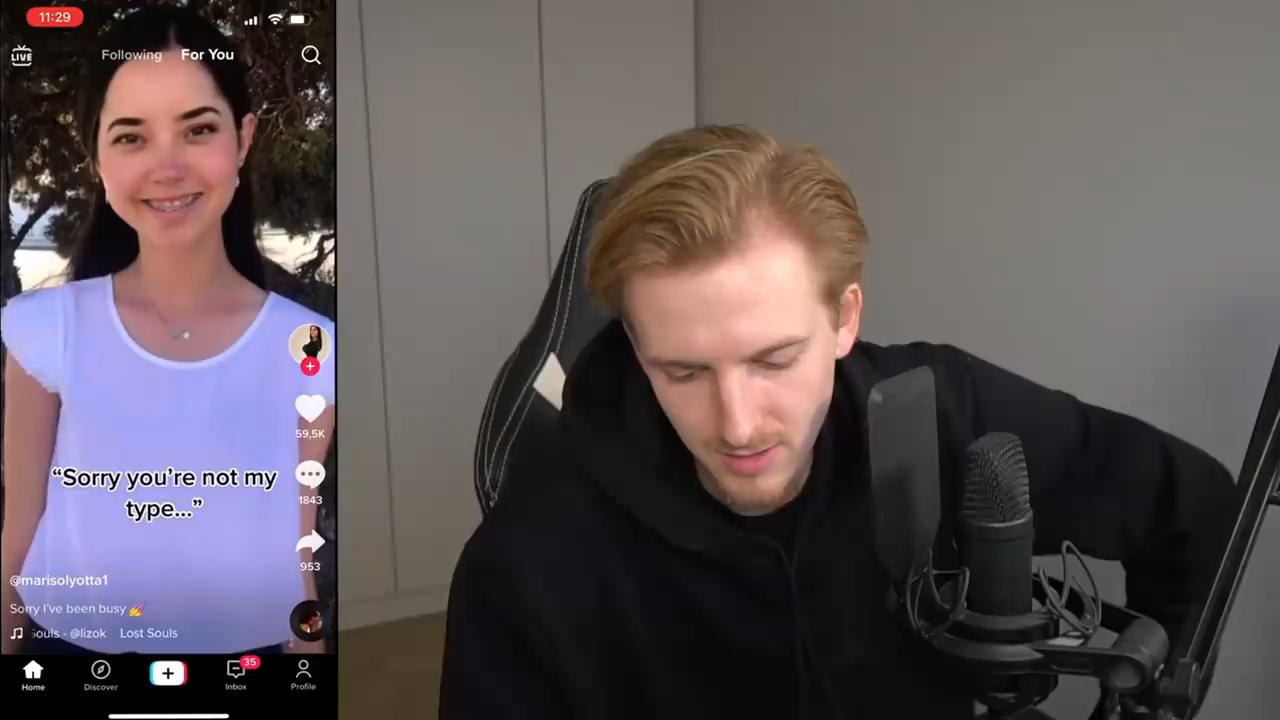 11:29
LIVE
Following For You
59,5K
“Sorry you’re not my
type...”
1843
953
@marisolyotta1
Sorry I’ve been busy 💅
Souls - @lizok Lost Souls
35
Home Discover Inbox Profile